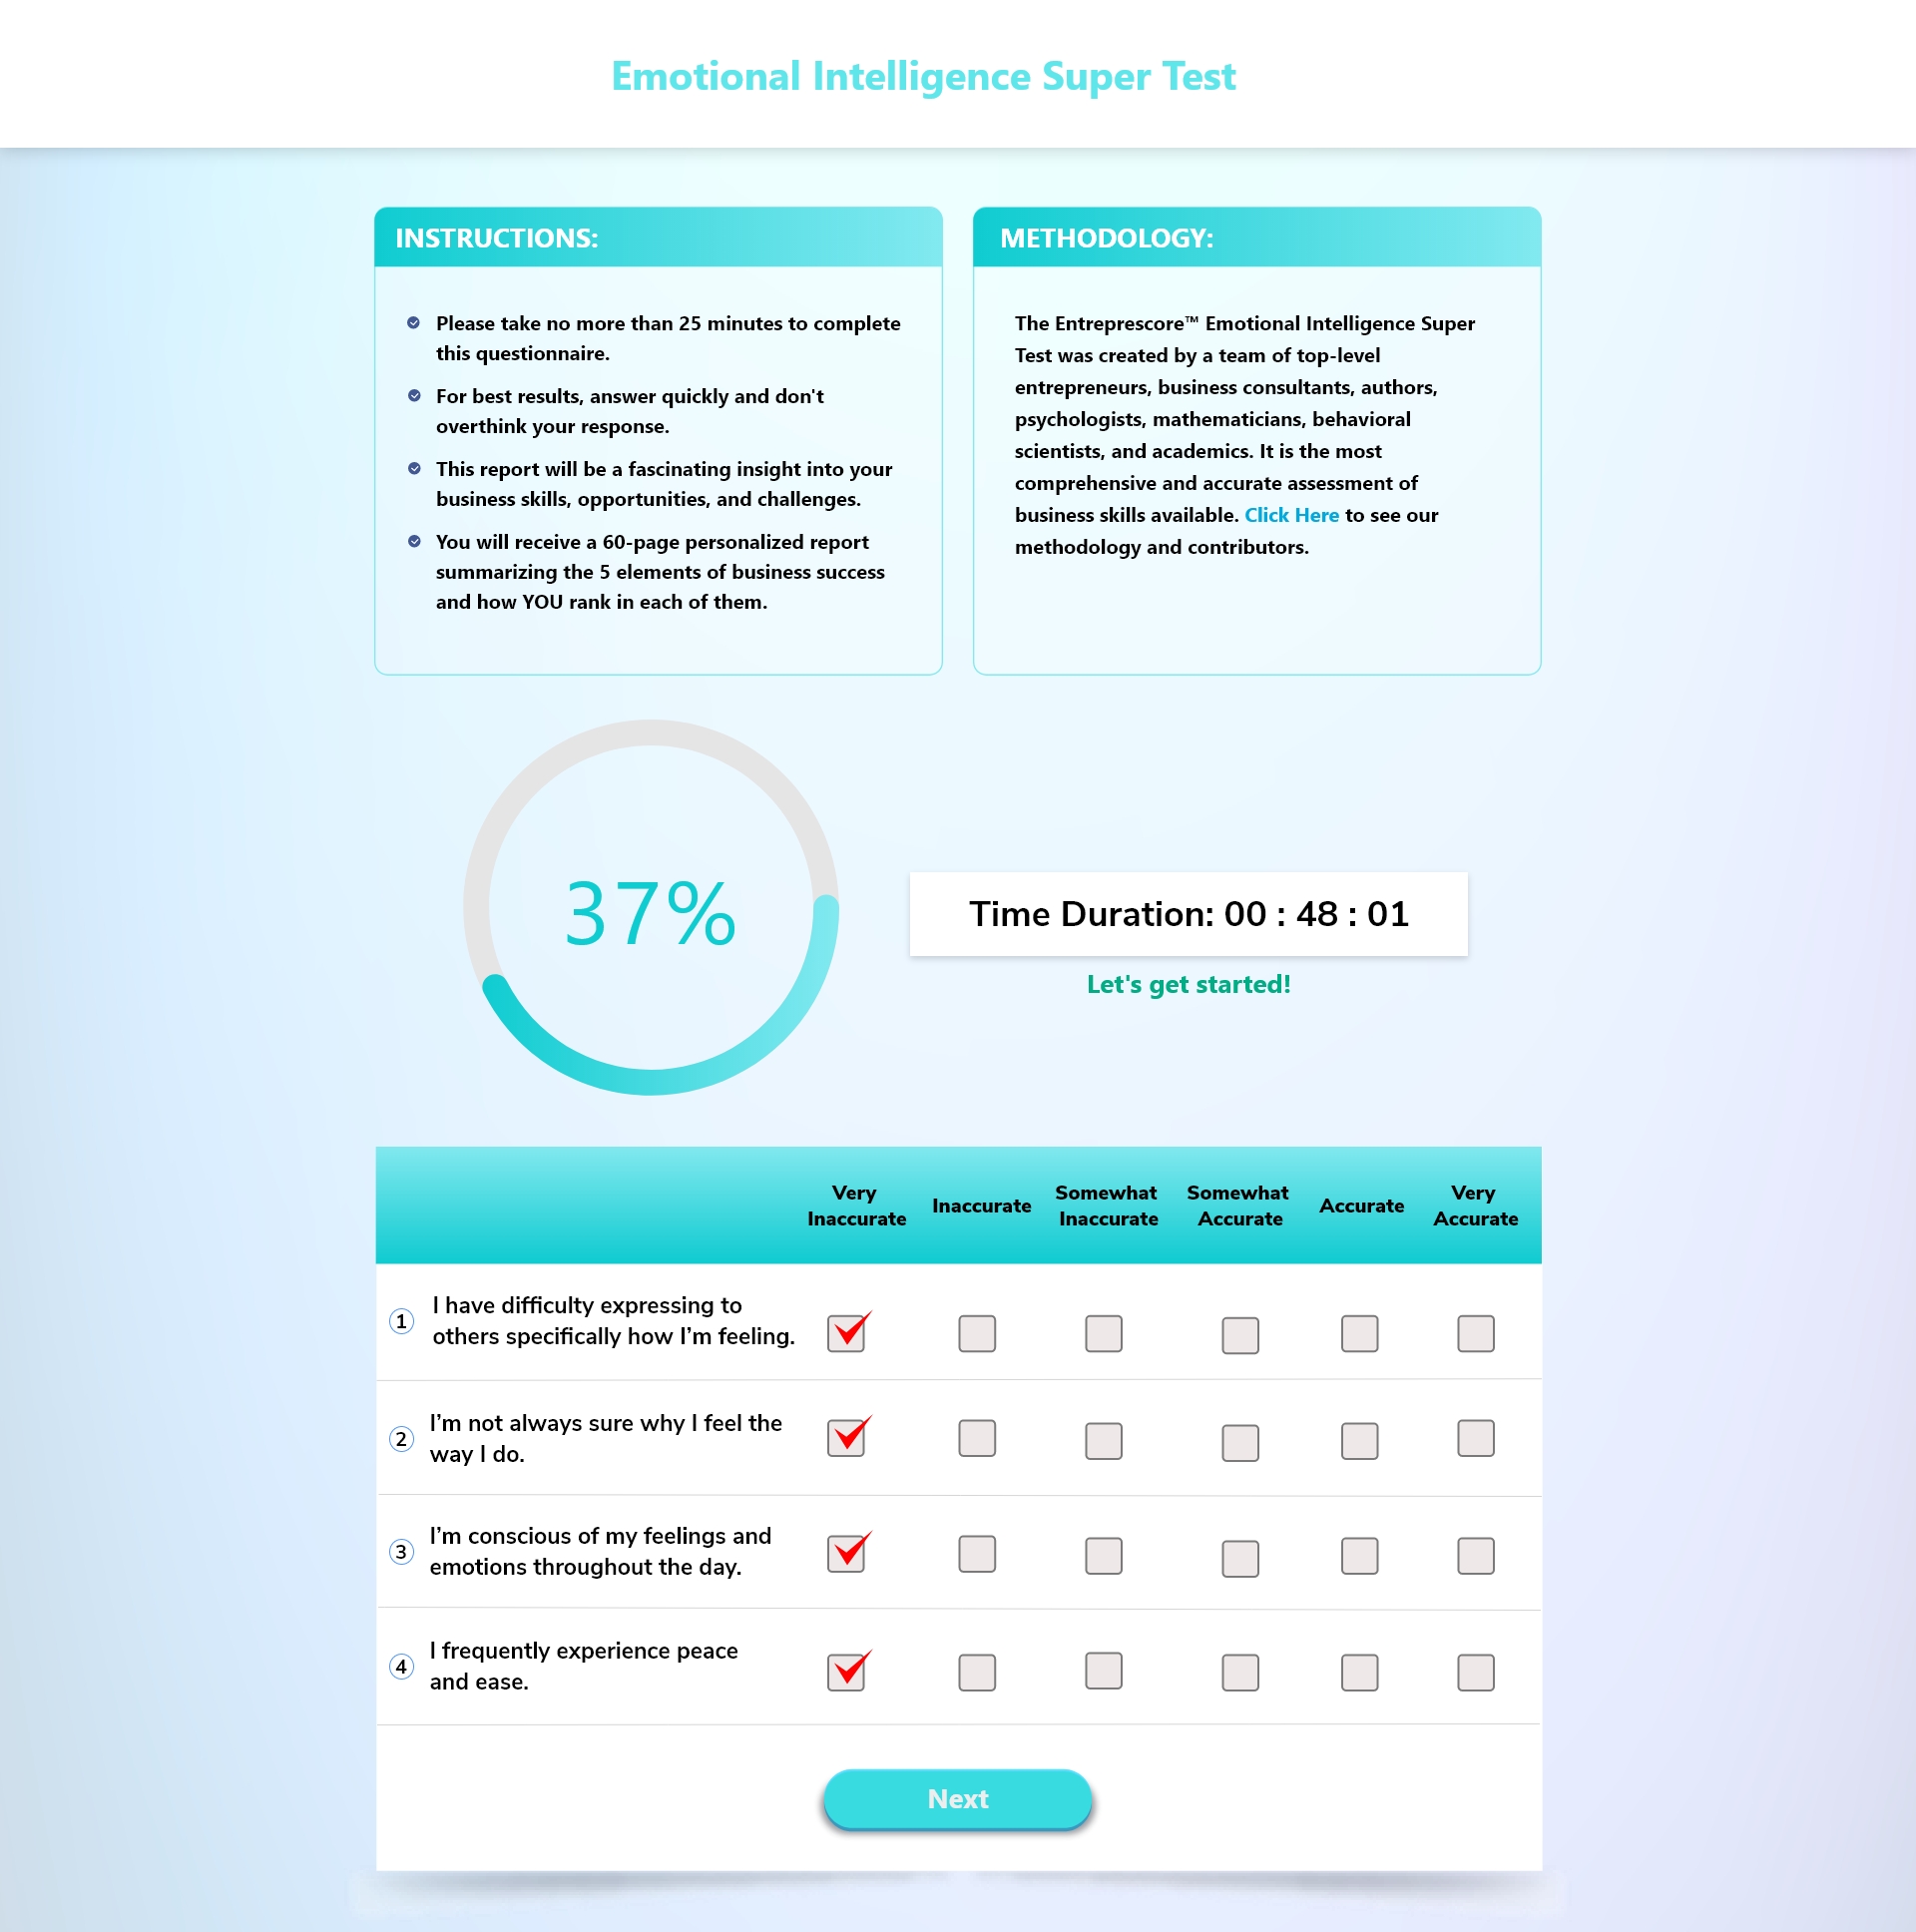 Emotional Intelligence Super Test
INSTRUCTIONS:
Please take no more than 25 minutes to complete
this questionnaire.
For best results, answer quickly and don't
overthink your response.
This report will be a fascinating insight into your
business skills, opportunities, and challenges.
You will receive a 60-page personalized report
summarizing the 5 elements of business success
and how YOU rank in each of them.
METHODOLOGY:
The Entreprescore™ Emotional Intelligence Super
Test was created by a team of top-level
entrepreneurs, business consultants, authors,
psychologists, mathematicians, behavioral
scientists, and academics. It is the most
comprehensive and accurate assessment of
business skills available. Click Here to see our
methodology and contributors.
37%
Time Duration: 00 : 48 : 01
Let's get started!
Very
Inaccurate
Inaccurate
Somewhat
Inaccurate
Somewhat
Accurate
Accurate
Very
Accurate
1 I have difficulty expressing to
others specifically how I’m feeling.
2 I’m not always sure why I feel the
way I do.
3 I’m conscious of my feelings and
emotions throughout the day.
4 I frequently experience peace
and ease.
Next